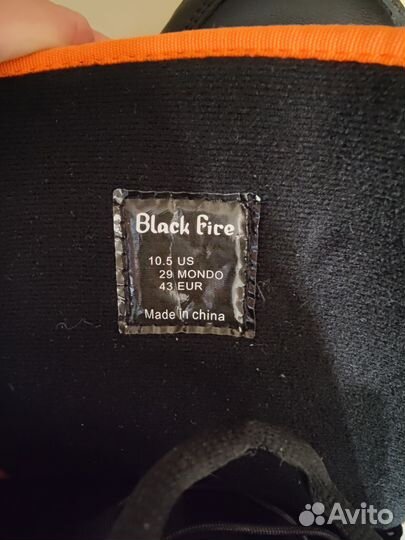 Black Fire
10.5 US
29 MONDO
43 EUR
Made in china
Avito